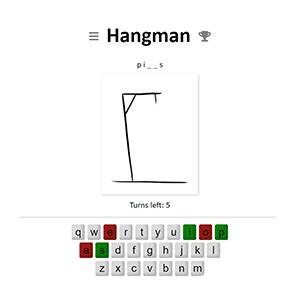 Hangman
p i _ _ s
Turns left: 5
q w e r t y u i o p
a s d f g h j k l
z x c v b n m